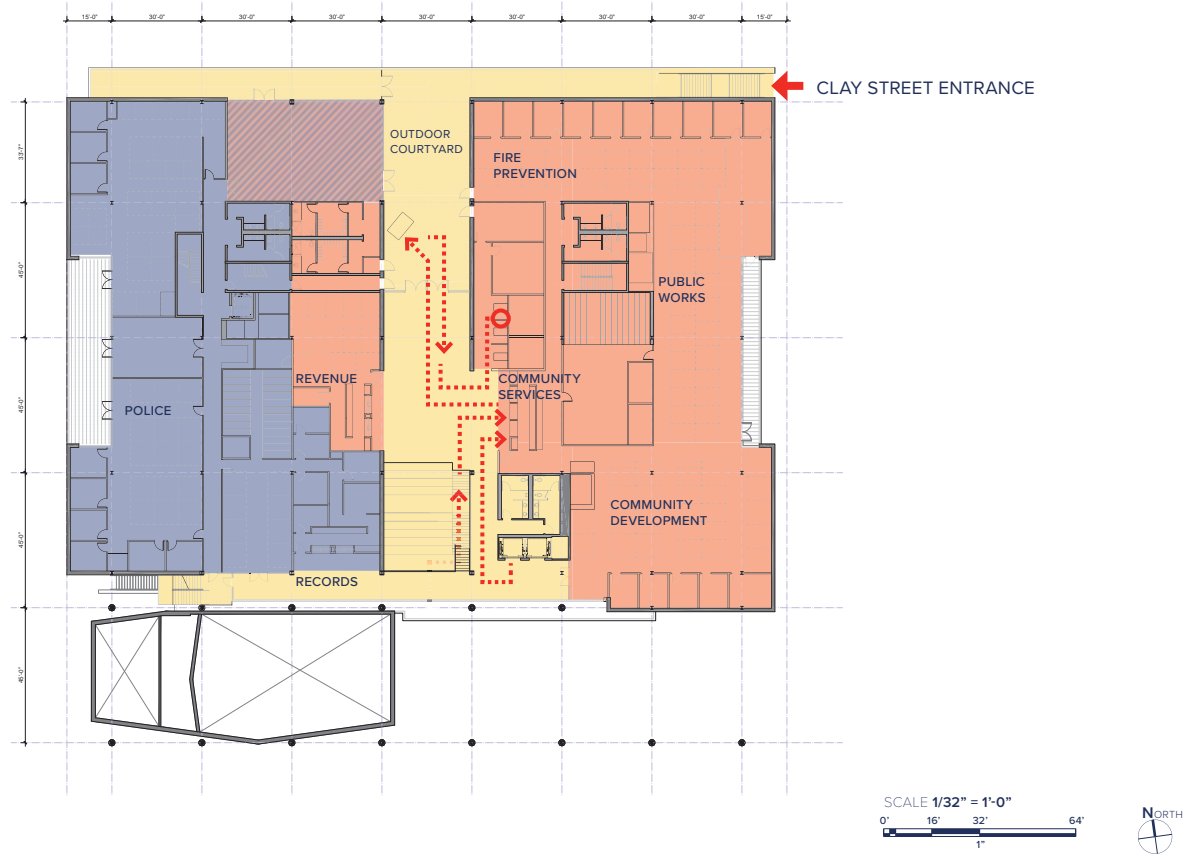 15'-0"
30'-0"
30'-0"
30'-0"
30'-0"
30'-0"
30'-0"
30'-0"
15'-0"
CLAY STREET ENTRANCE
33'-7"
45'-0"
45'-0"
45'-0"
45'-0"
OUTDOOR
COURTYARD
FIRE
PREVENTION
PUBLIC
WORKS
REVENUE
COMMUNITY
SERVICES
POLICE
COMMUNITY
DEVELOPMENT
RECORDS
SCALE 1/32” = 1’-0”
0’ 16’ 32’ 64’
1”
NORTH